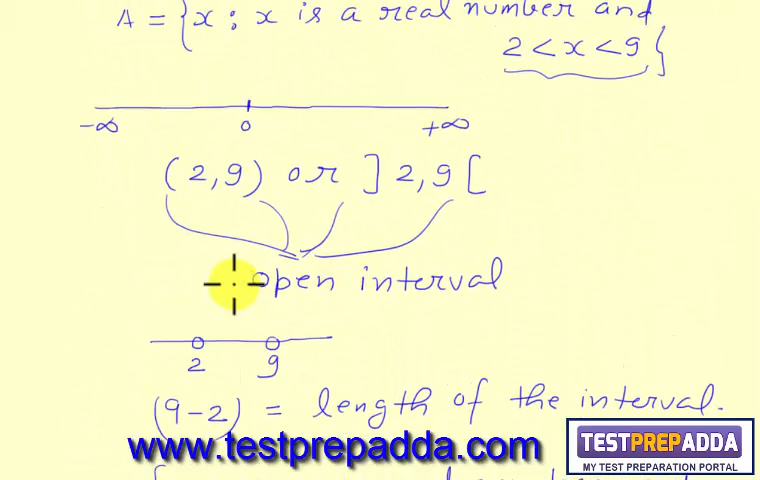 A = {x : x is a real number and
2 < x < 9}
-∞ 0 +∞
(2,9) or ] 2,9 [
open interval
2 9
(9-2) = length of the interval.
www.testprepadda.com
TESTPREPADDA
MY TEST PREPARATION PORTAL